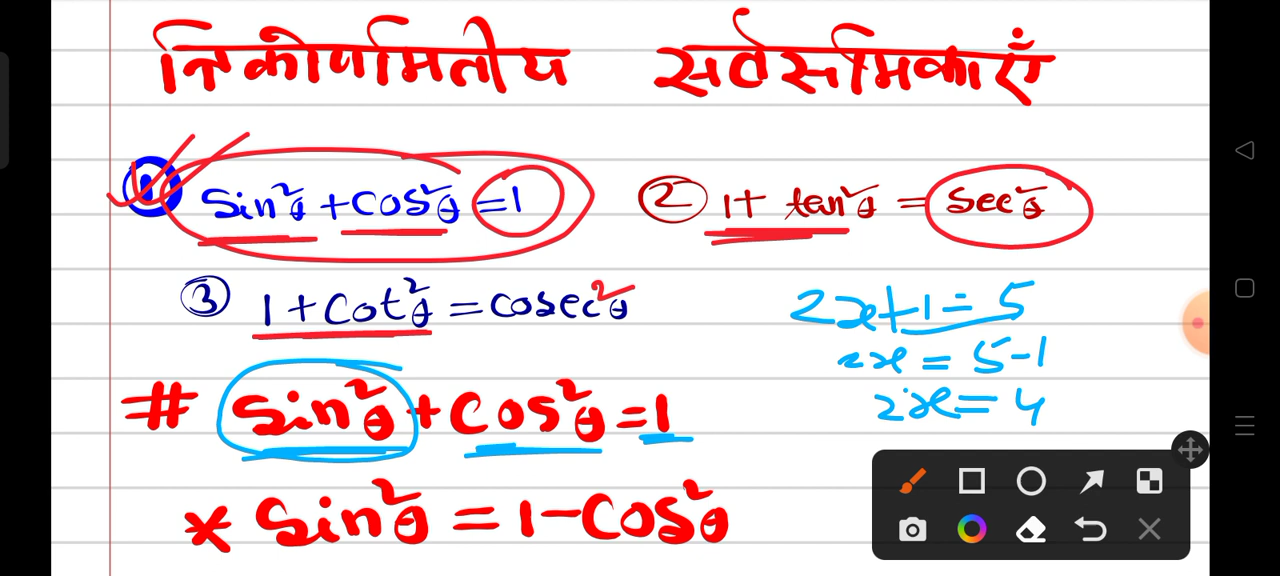 त्रिकोणमितीय सर्वसमिकाएँ
① sin²θ + cos²θ = 1 ② 1 + tan²θ = sec²θ
③ 1 + cot²θ = cosec²θ
2x + 1 = 5
2x = 5 - 1
2x = 4
# sin²θ + cos²θ = 1
* sin²θ = 1 - cos²θ